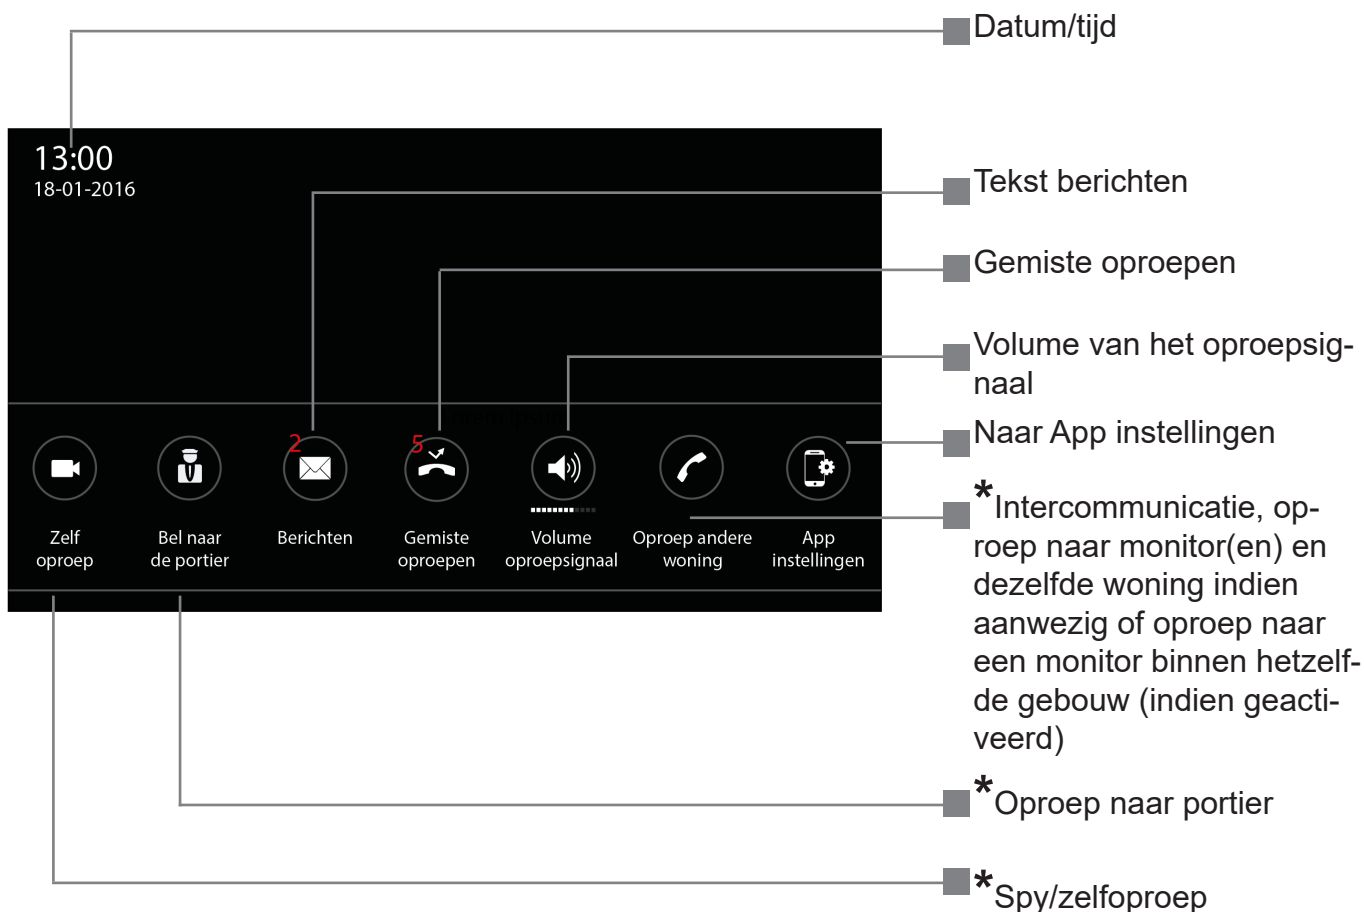 Datum/tijd
13:00
18-01-2016
Tekst berichten
Gemiste oproepen
Volume van het oproepsig-
naal
Naar App instellingen
*Intercommunicatie, op-
roep naar monitor(en) en
dezelfde woning indien
aanwezig of oproep naar
een monitor binnen hetzelf-
de gebouw (indien geacti-
veerd)
*Oproep naar portier
*Spy/zelfoproep
2
5
Zelf
oproep
Bel naar
de portier
Berichten
Gemiste
oproepen
Volume
oproepsignaal
Oproep andere
woning
App
instellingen